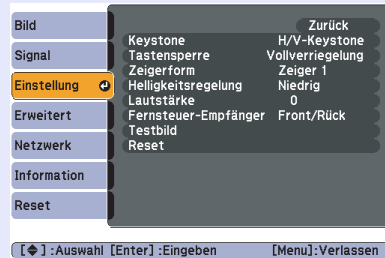 Bild
Signal
Einstellung
Erweitert
Netzwerk
Information
Reset
Zurück
Keystone H/V-Keystone
Tastensperre Vollverriegelung
Zeigerform Zeiger 1
Helligkeitsregelung Niedrig
Lautstärke 0
Fernsteuer-Empfänger Front/Rück
Testbild
Reset
[◆] :Auswahl [Enter] :Eingeben [Menu]:Verlassen